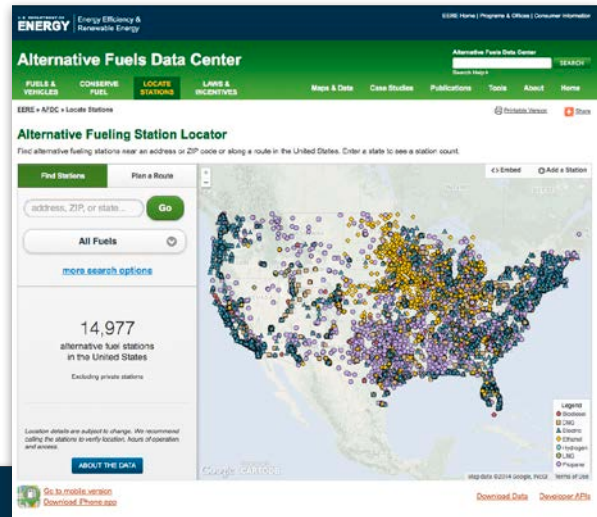 U.S. DEPARTMENT OF
ENERGY
Energy Efficiency &
Renewable Energy
EERE Home | Programs & Offices | Consumer Information
Alternative Fuels Data Center
Alternative Fuels Data Center
SEARCH
Search Help
FUELS &
VEHICLES
CONSERVE
FUEL
LOCATE
STATIONS
LAWS &
INCENTIVES
Maps & Data
Case Studies
Publications
Tools
About
Home
EERE » AFDC » Locate Stations
Printable Version
Share
Alternative Fueling Station Locator
Find alternative fueling stations near an address or ZIP code or along a route in the United States. Enter a state to see a station count.
Find Stations
Plan a Route
<> Embed
Add a Station
address, ZIP, or state...
Go
All Fuels
more search options
14,977
alternative fuel stations
in the United States
Excluding private stations
Location details are subject to change. We recommend
calling the stations to verify location, hours of operation
and access.
ABOUT THE DATA
Legend
Biodiesel
CNG
Electric
Ethanol
Hydrogen
LNG
Propane
Google
CARTODB
Map data ©2014 Google, INEGI
Terms of Use
Go to mobile version
Download iPhone app
Download Data
Developer APIs